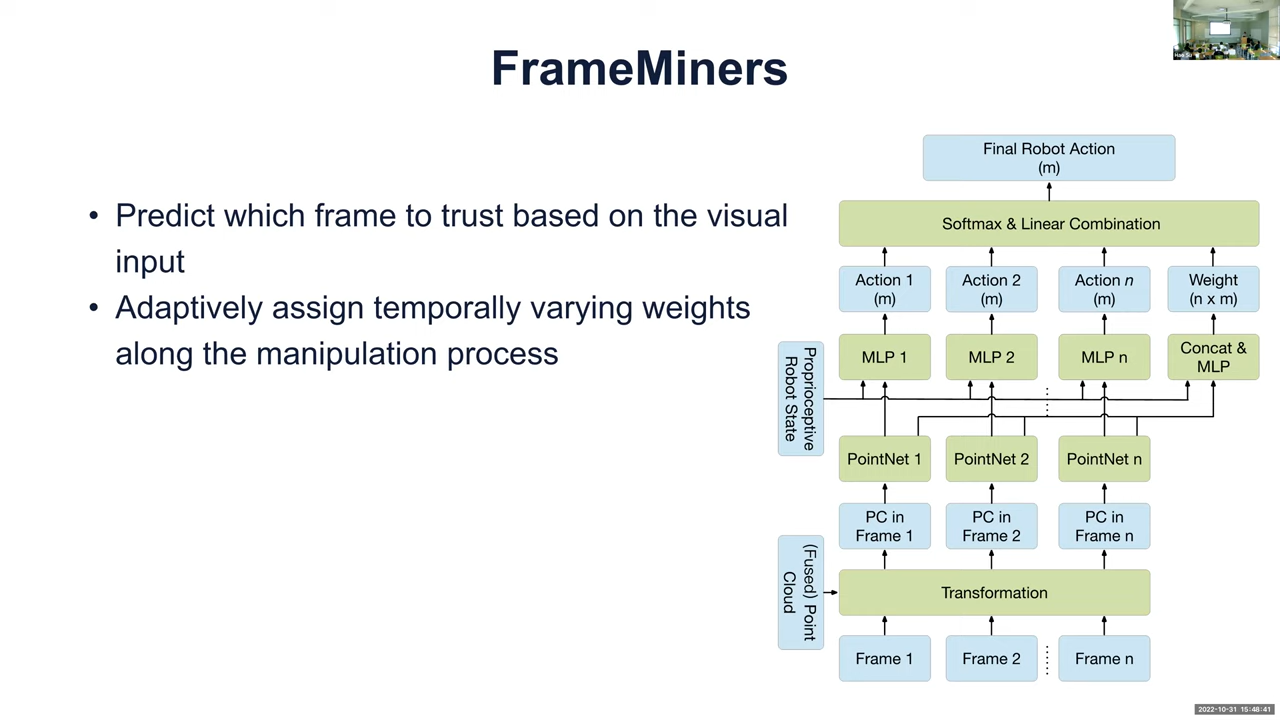 FrameMiners
• Predict which frame to trust based on the visual
input
• Adaptively assign temporally varying weights
along the manipulation process
Final Robot Action
(m)
Softmax & Linear Combination
Action 1
(m)
Action 2
(m)
Action n
(m)
Weight
(n x m)
MLP 1
MLP 2
MLP n
Concat &
MLP
Proprioceptive
Robot State
PointNet 1
PointNet 2
PointNet n
PC in
Frame 1
PC in
Frame 2
PC in
Frame n
(Fused) Point
Cloud
Transformation
Frame 1
Frame 2
Frame n
2022-10-31 15:48:41